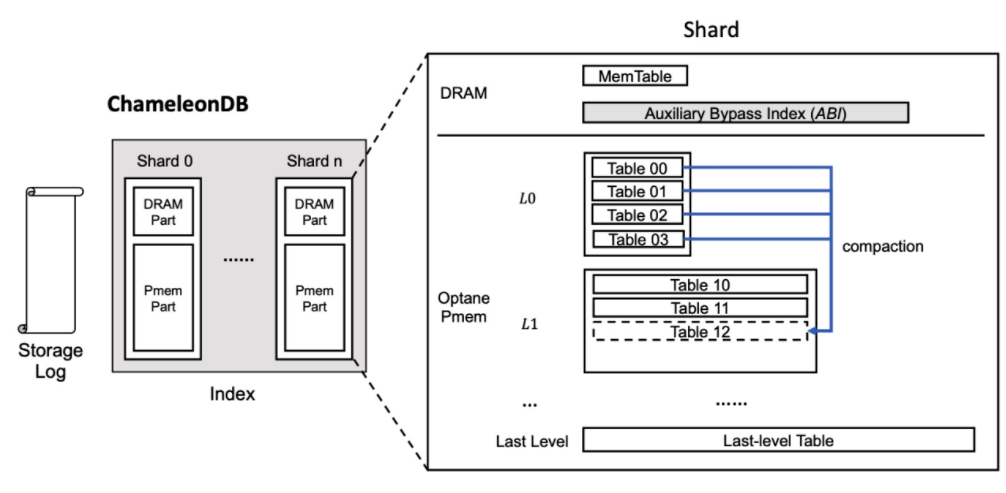 Shard
ChameleonDB
Shard 0
Shard n
DRAM
Part
DRAM
Part
......
Pmem
Part
Pmem
Part
Storage
Log
Index
DRAM
MemTable
Auxiliary Bypass Index (ABI)
L0
Table 00
Table 01
Table 02
Table 03
compaction
Optane
Pmem
L1
Table 10
Table 11
Table 12
...
......
Last Level
Last-level Table